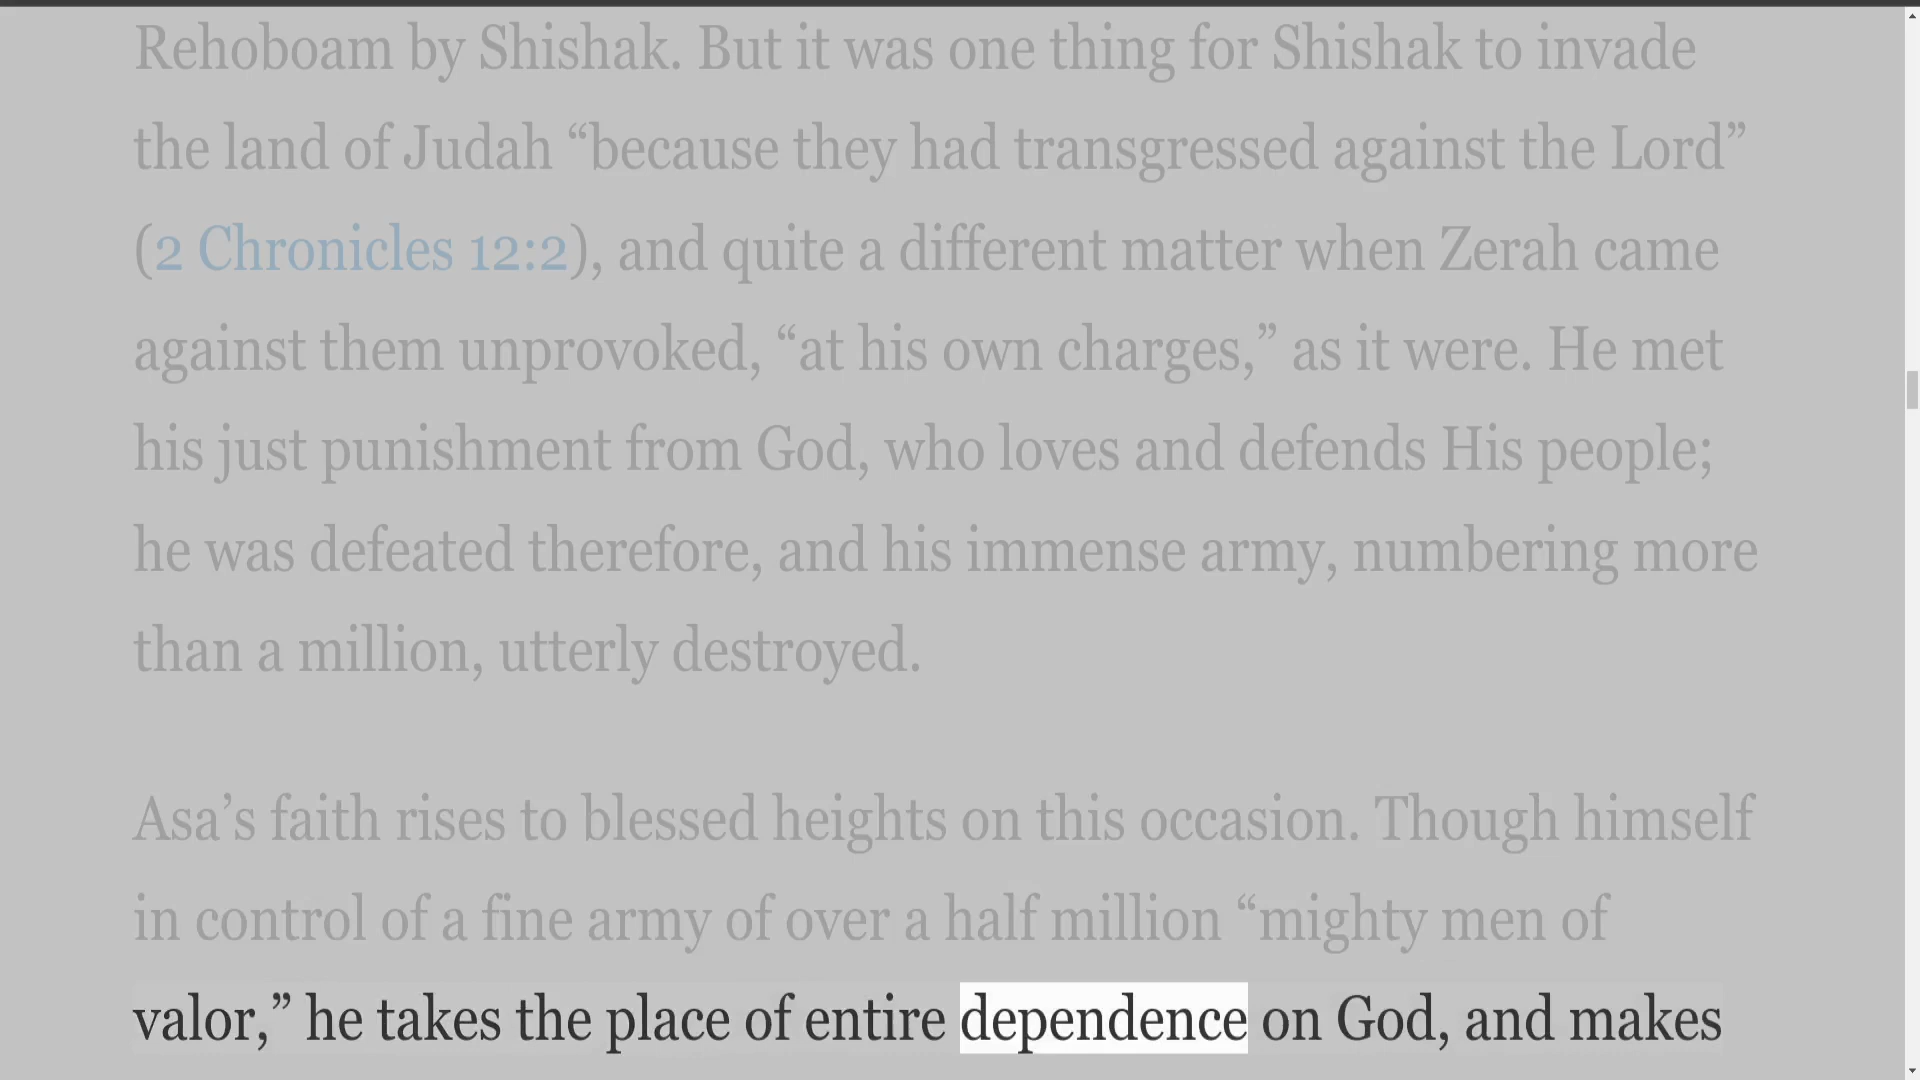 Rehoboam by Shishak. But it was one thing for Shishak to invade
the land of Judah “because they had transgressed against the Lord”
(2 Chronicles 12:2), and quite a different matter when Zerah came
against them unprovoked, “at his own charges,” as it were. He met
his just punishment from God, who loves and defends His people;
he was defeated therefore, and his immense army, numbering more
than a million, utterly destroyed.
Asa’s faith rises to blessed heights on this occasion. Though himself
in control of a fine army of over a half million “mighty men of
valor,” he takes the place of entire dependence on God, and makes